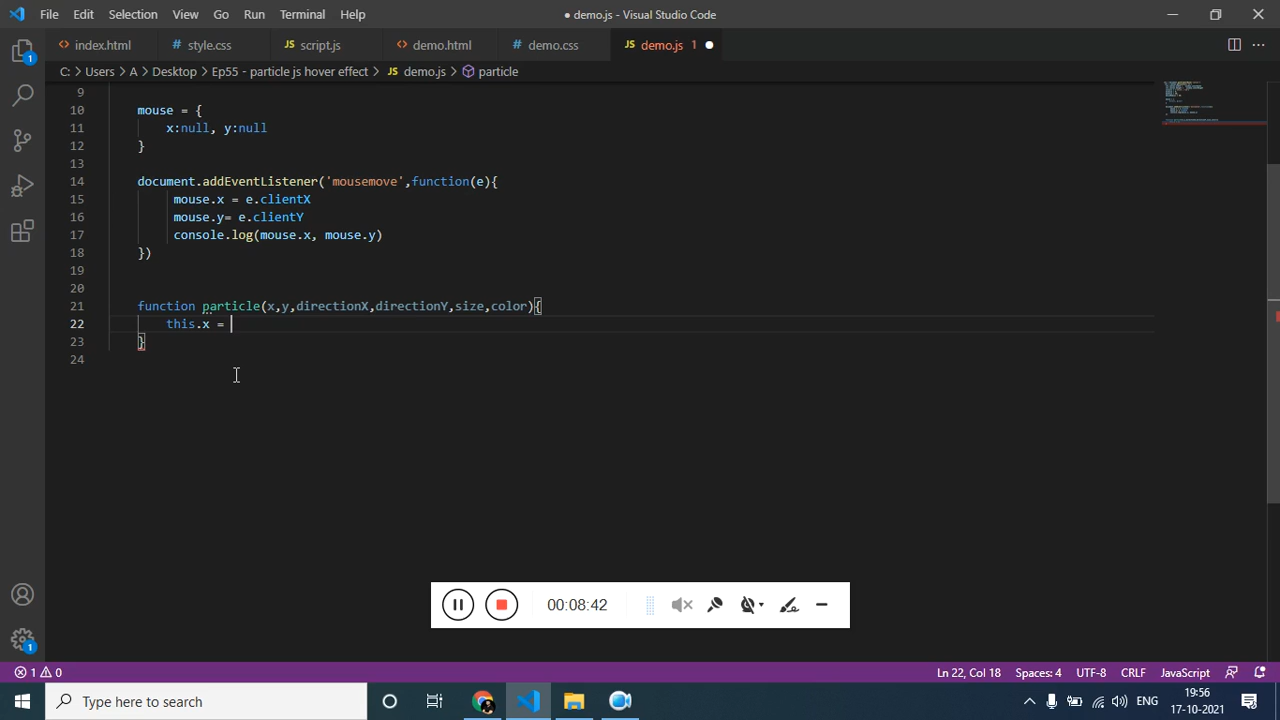 File Edit Selection View Go Run Terminal Help
● demo.js - Visual Studio Code
index.html style.css script.js demo.html demo.css demo.js 1
C: > Users > A > Desktop > Ep55 - particle js hover effect > JS demo.js > particle
9
10 mouse = {
11 x:null, y:null
12 }
13
14 document.addEventListener('mousemove',function(e){
15 mouse.x = e.clientX
16 mouse.y= e.clientY
17 console.log(mouse.x, mouse.y)
18 })
19
20
21 function particle(x,y,directionX,directionY,size,color){
22 this.x =
23 }
24
00:08:42
1 0 Ln 22, Col 18 Spaces: 4 UTF-8 CRLF JavaScript
Type here to search
ENG
19:56
17-10-2021